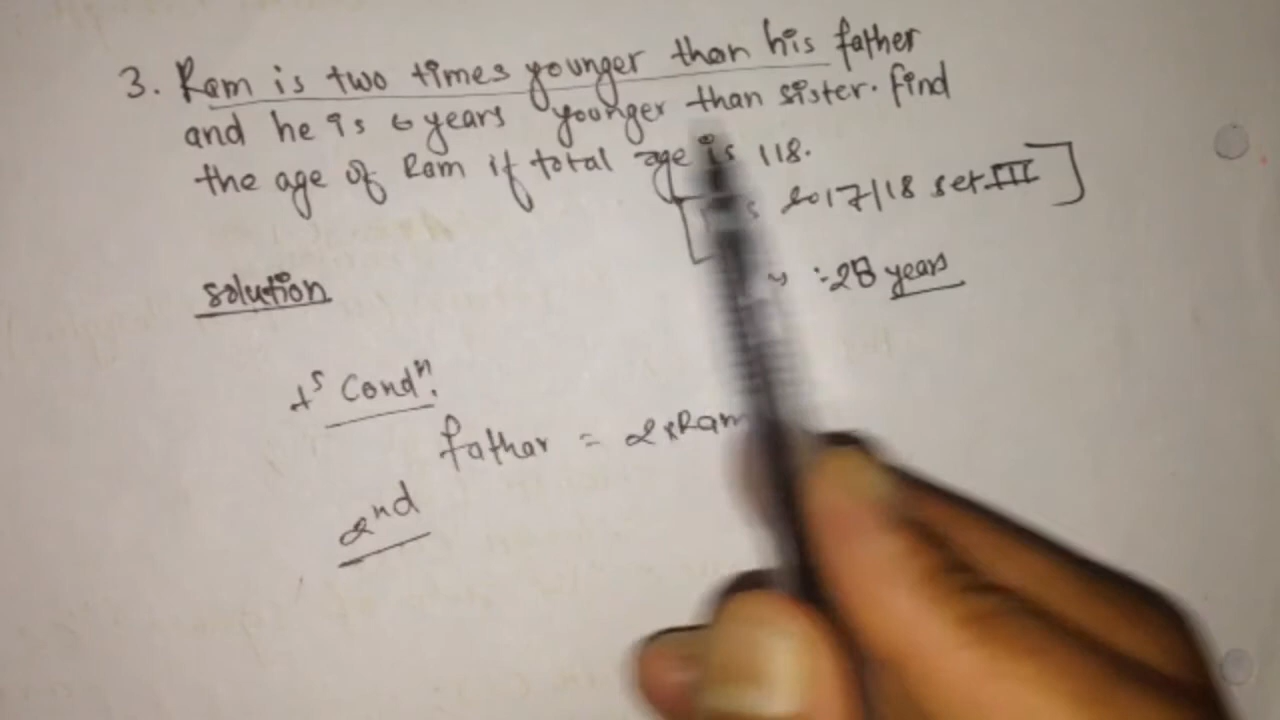 3. Ram is two times younger than his father
and he is 6 years younger than sister. find
the age of Ram if total age is 118.
2017/18 set III ]
:- 28 years
solution
1s Condⁿ.
father = 2xRam
2nd